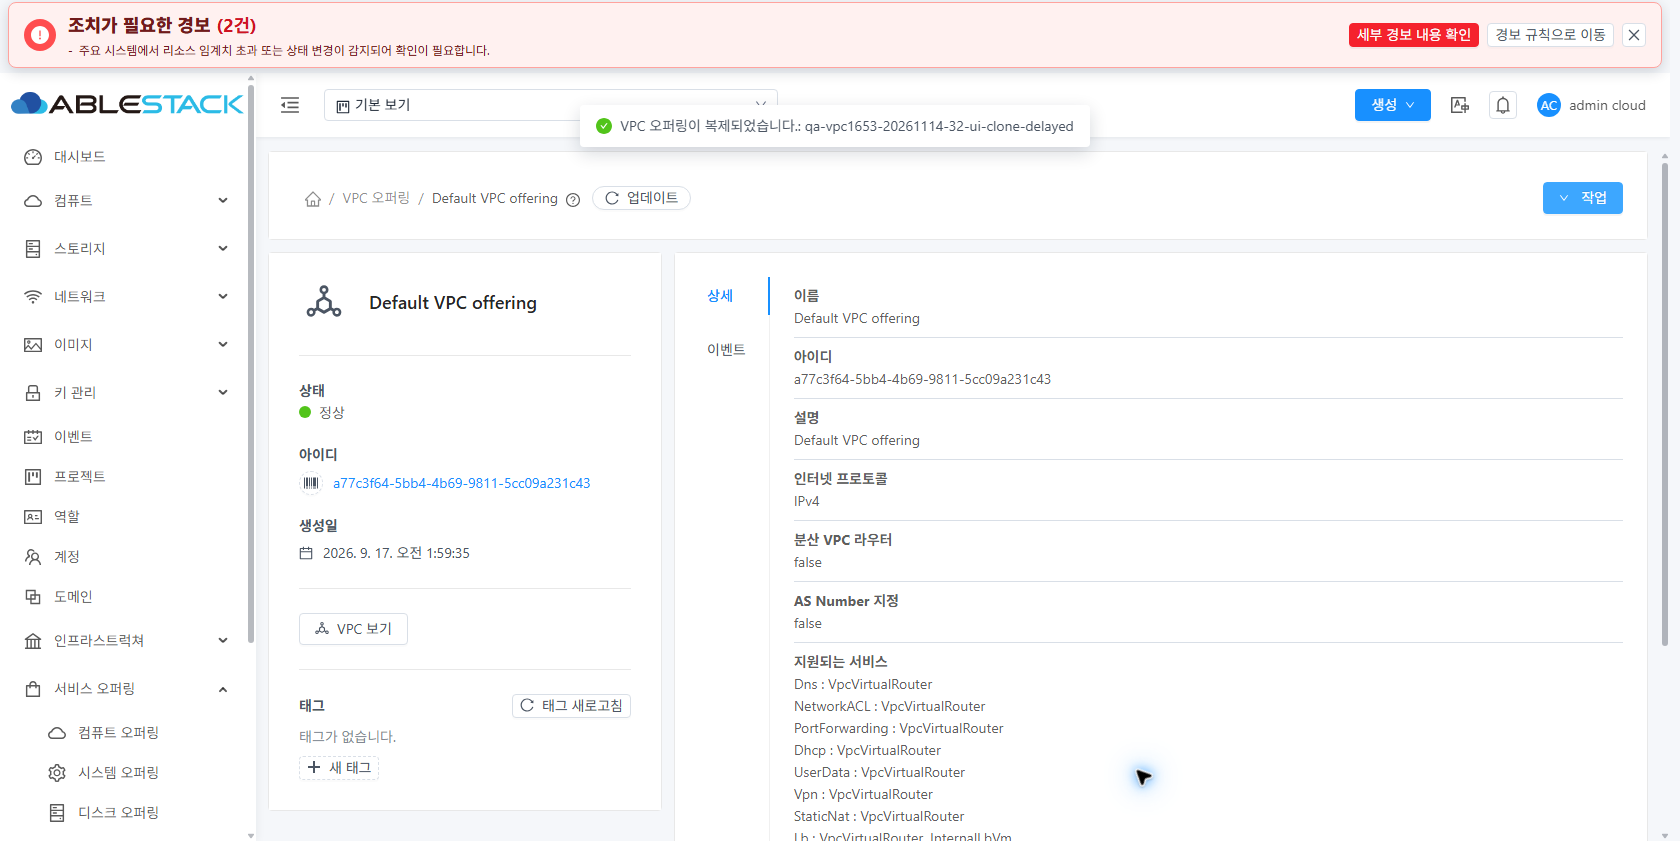 조치가 필요한 경보 (2건)
- 주요 시스템에서 리소스 임계치 초과 또는 상태 변경이 감지되어 확인이 필요합니다.
세부 경보 내용 확인
경보 규칙으로 이동
ABLESTACK
기본 보기
VPC 오퍼링이 복제되었습니다.: qa-vpc1653-20261114-32-ui-clone-delayed
생성
AC
admin cloud
대시보드
컴퓨트
스토리지
네트워크
이미지
키 관리
이벤트
프로젝트
역할
계정
도메인
인프라스트럭쳐
서비스 오퍼링
컴퓨트 오퍼링
시스템 오퍼링
디스크 오퍼링
/ VPC 오퍼링 / Default VPC offering
업데이트
작업
Default VPC offering
상태
정상
아이디
a77c3f64-5bb4-4b69-9811-5cc09a231c43
생성일
2026. 9. 17. 오전 1:59:35
VPC 보기
태그
태그 새로고침
태그가 없습니다.
+ 새 태그
상세
이벤트
이름
Default VPC offering
아이디
a77c3f64-5bb4-4b69-9811-5cc09a231c43
설명
Default VPC offering
인터넷 프로토콜
IPv4
분산 VPC 라우터
false
AS Number 지정
false
지원되는 서비스
Dns : VpcVirtualRouter
NetworkACL : VpcVirtualRouter
PortForwarding : VpcVirtualRouter
Dhcp : VpcVirtualRouter
UserData : VpcVirtualRouter
Vpn : VpcVirtualRouter
StaticNat : VpcVirtualRouter
Lb : VpcVirtualRouter, InternalLbVm